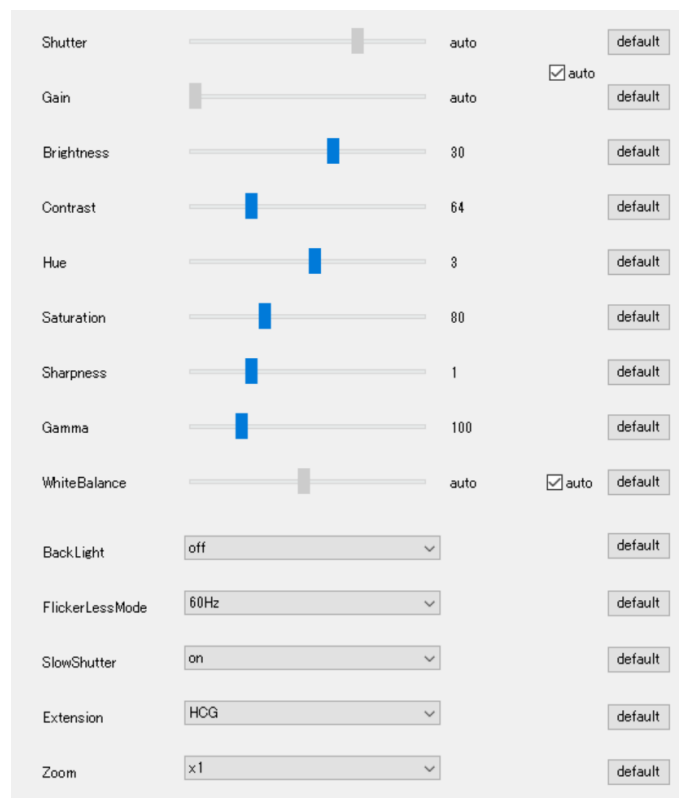 Shutter auto default
auto
Gain auto default
Brightness 30 default
Contrast 64 default
Hue 3 default
Saturation 80 default
Sharpness 1 default
Gamma 100 default
WhiteBalance auto auto default
BackLight off default
FlickerLessMode 60Hz default
SlowShutter on default
Extension HCG default
Zoom x1 default